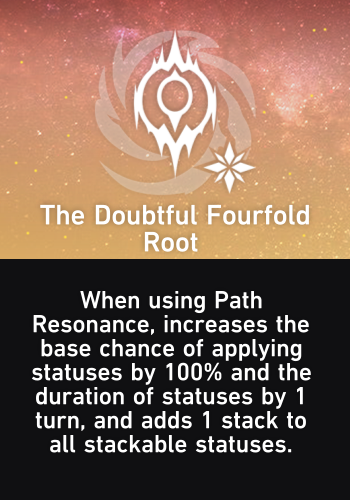 The Doubtful Fourfold
Root
When using Path
Resonance, increases the
base chance of applying
statuses by 100% and the
duration of statuses by 1
turn, and adds 1 stack to
all stackable statuses.